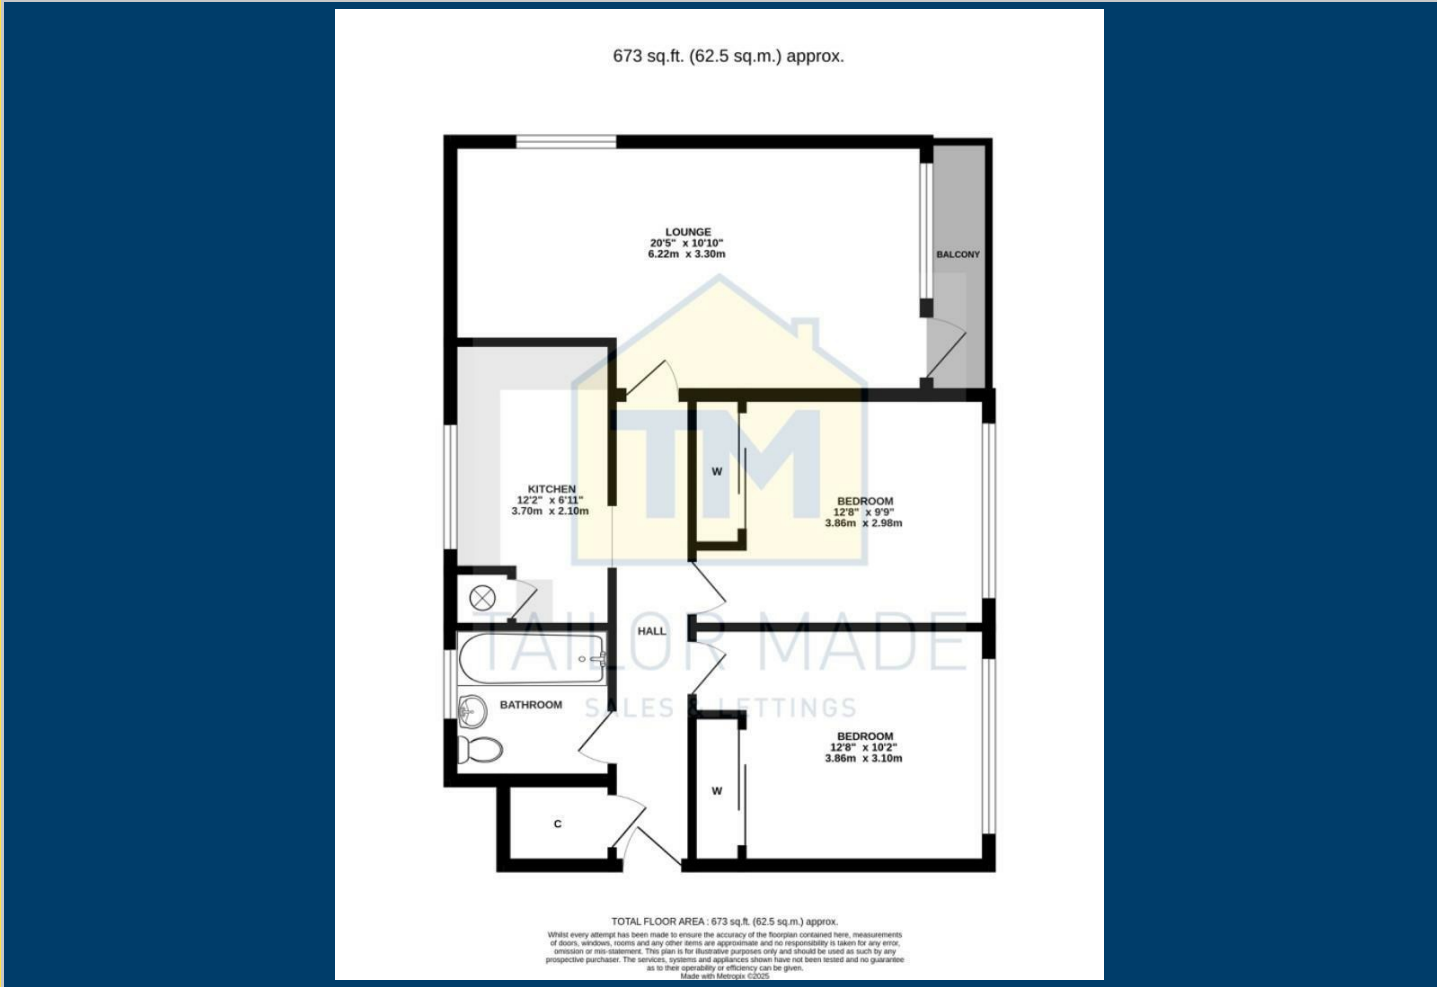 673 sq.ft. (62.5 sq.m.) approx.
LOUNGE
20'5" x 10'10"
6.22m x 3.30m
BALCONY
TM
W
KITCHEN
12'2" x 6'11"
3.70m x 2.10m
BEDROOM
12'8" x 9'9"
3.86m x 2.98m
HALL
TAILOR MADE
SALES & LETTINGS
BATHROOM
BEDROOM
12'8" x 10'2"
3.86m x 3.10m
W
C
TOTAL FLOOR AREA : 673 sq.ft. (62.5 sq.m.) approx.
Whilst every attempt has been made to ensure the accuracy of the floorplan contained here, measurements
of doors, windows, rooms and any other items are approximate and no responsibility is taken for any error,
omission or mis-statement. This plan is for illustrative purposes only and should be used as such by any
prospective purchaser. The services, systems and appliances shown have not been tested and no guarantee
as to their operability or efficiency can be given.
Made with Metropix ©2025